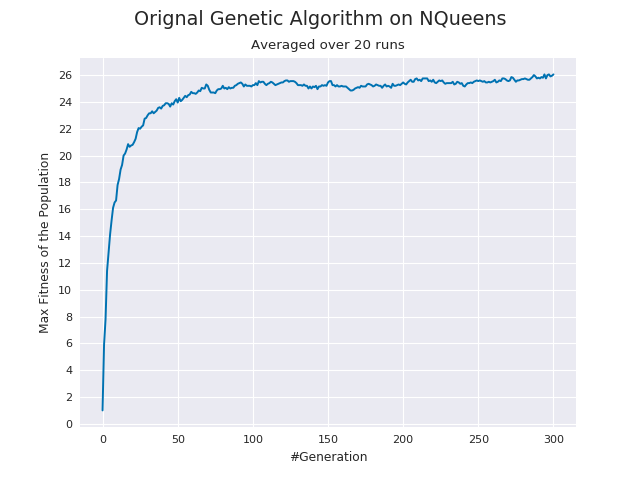 Orignal Genetic Algorithm on NQueens
Averaged over 20 runs
Max Fitness of the Population
26
24
22
20
18
16
14
12
10
8
6
4
2
0
0 50 100 150 200 250 300
#Generation